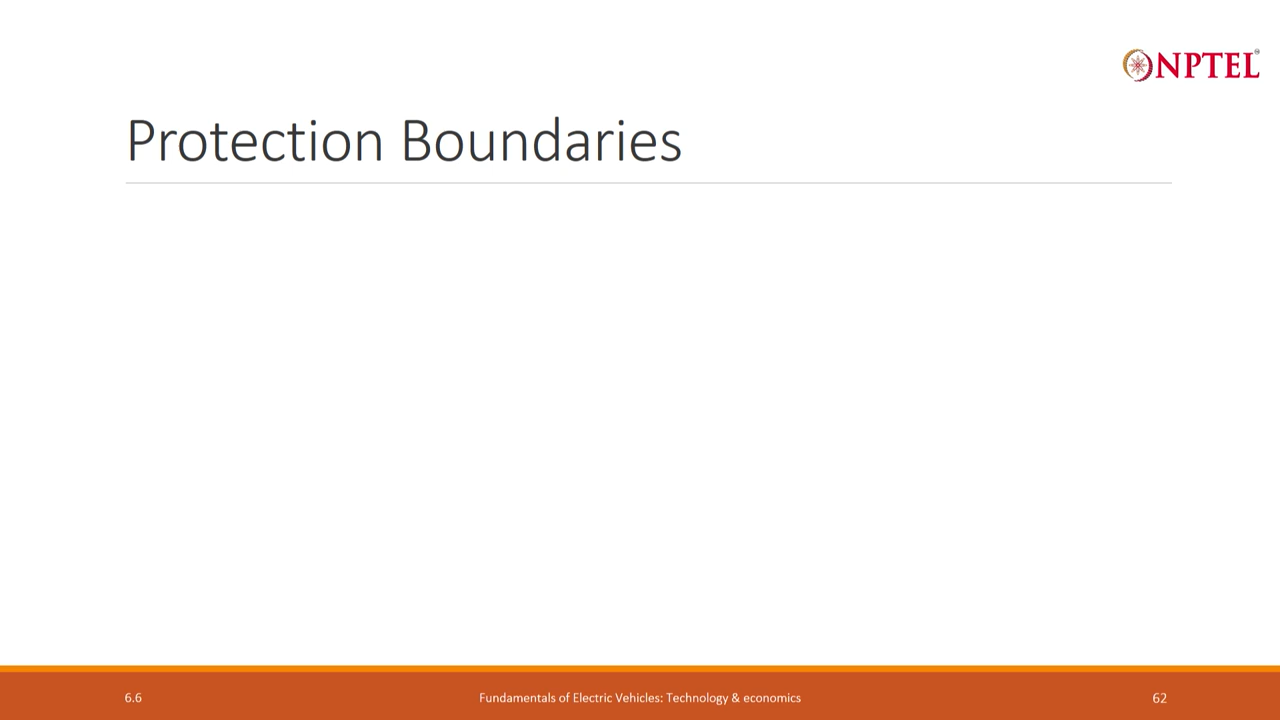 NPTEL
Protection Boundaries
6.6
Fundamentals of Electric Vehicles: Technology & economics
62